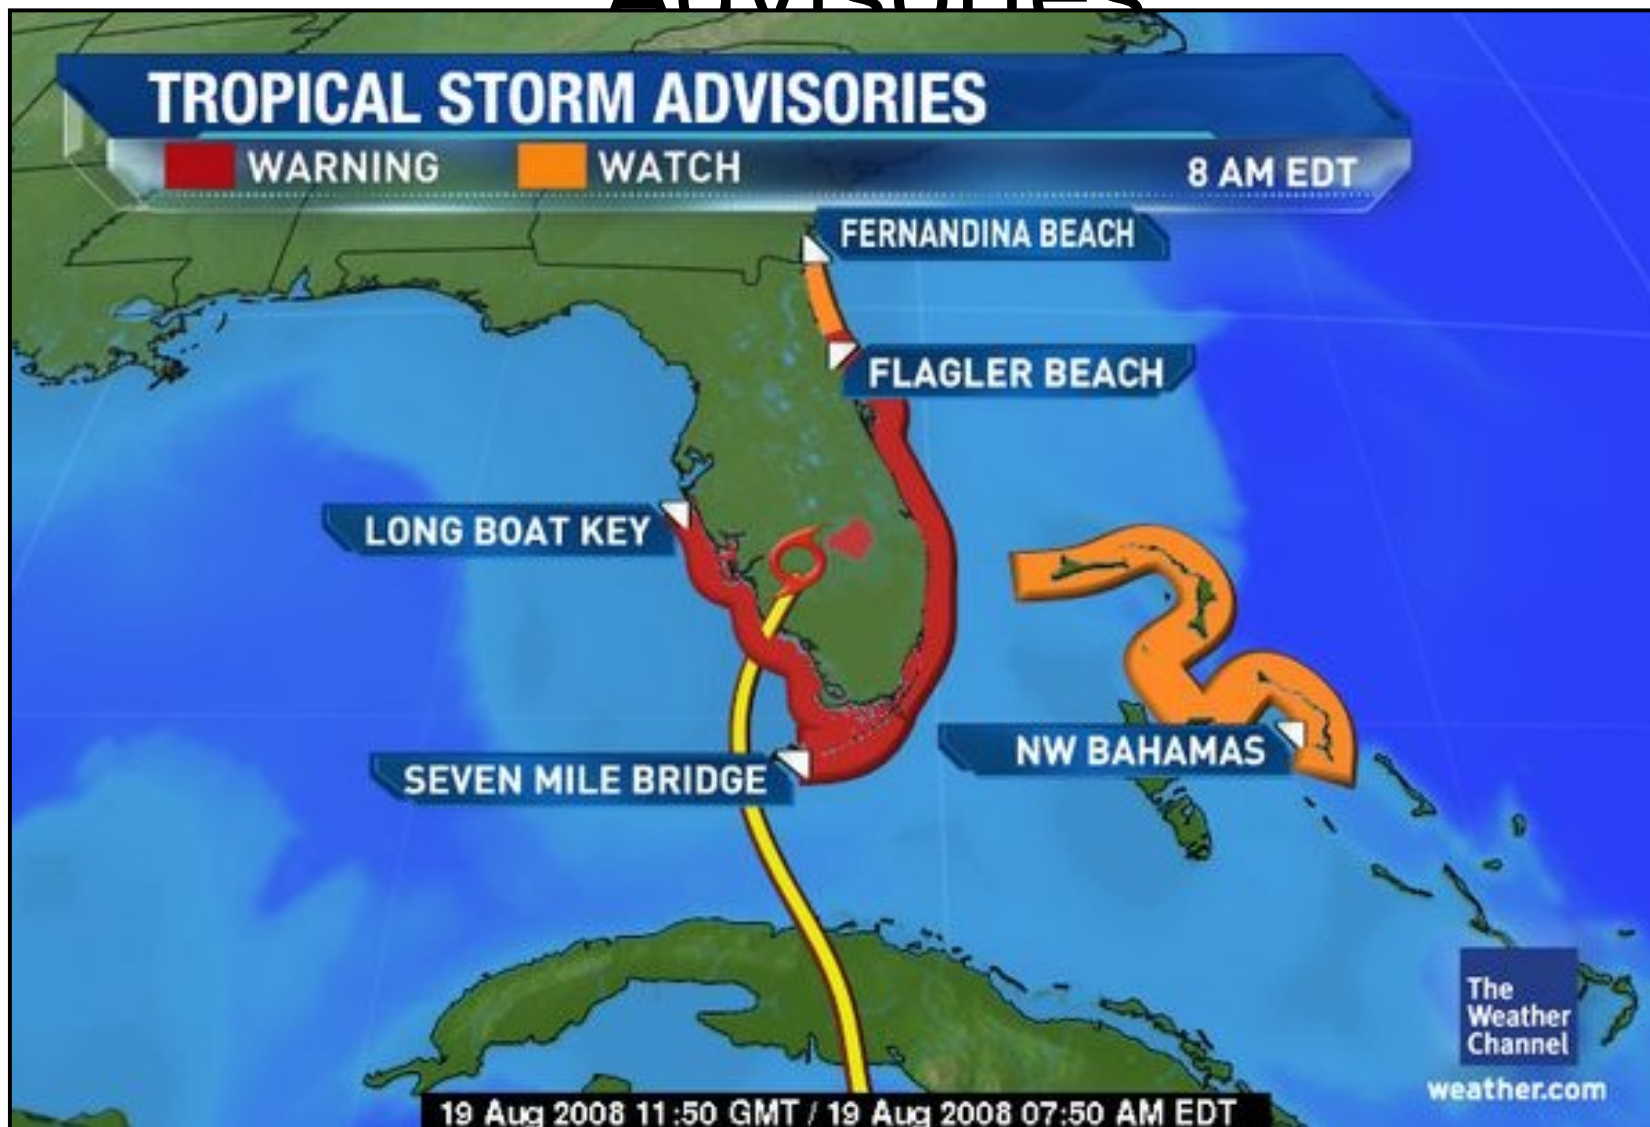 Advisories
TROPICAL STORM ADVISORIES
WARNING WATCH 8 AM EDT
FERNANDINA BEACH
FLAGLER BEACH
LONG BOAT KEY
NW BAHAMAS
SEVEN MILE BRIDGE
The
Weather
Channel
weather.com
19 Aug 2008 11:50 GMT / 19 Aug 2008 07:50 AM EDT